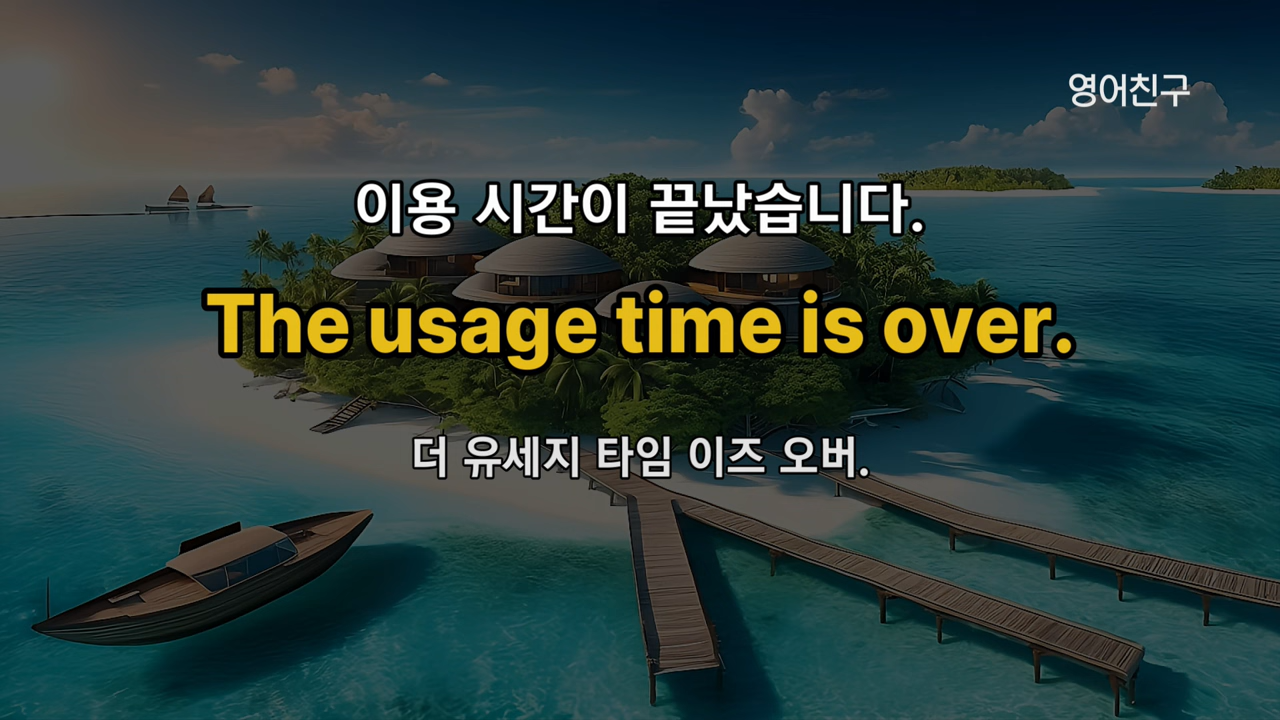 영어친구
이용 시간이 끝났습니다.
The usage time is over.
더 유세지 타임 이즈 오버.